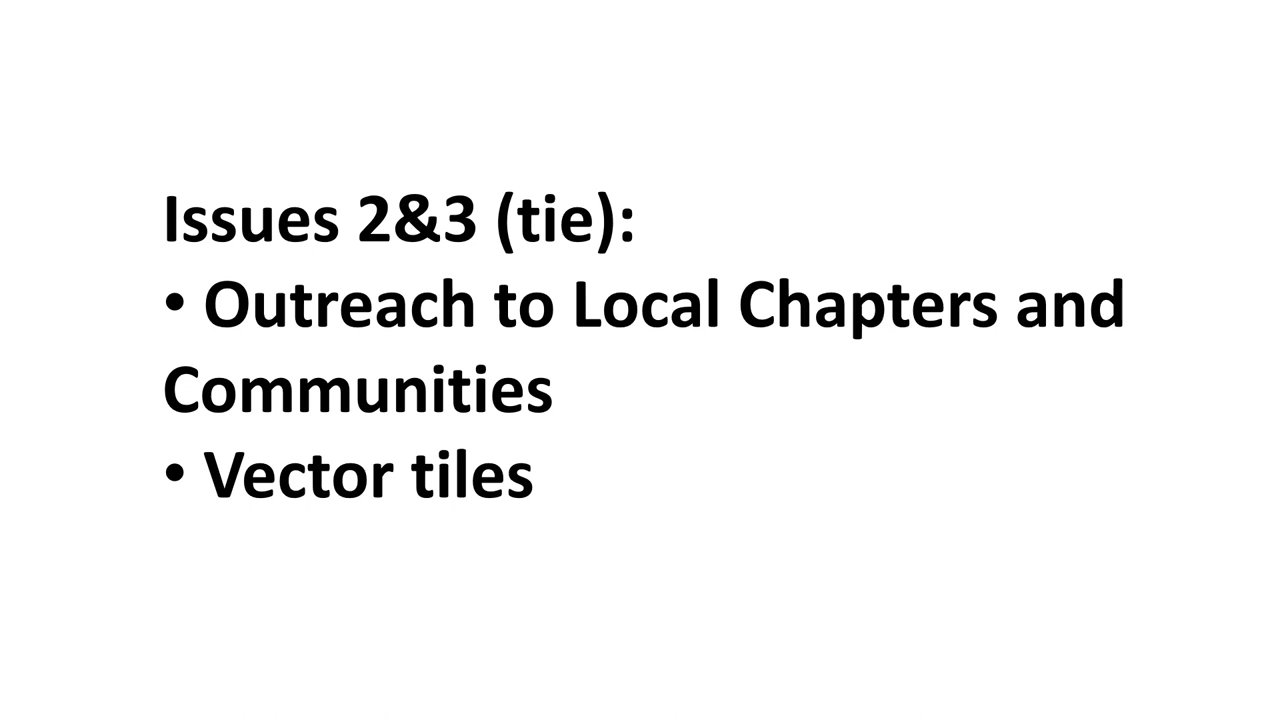 Issues 2&3 (tie):
• Outreach to Local Chapters and
Communities
• Vector tiles